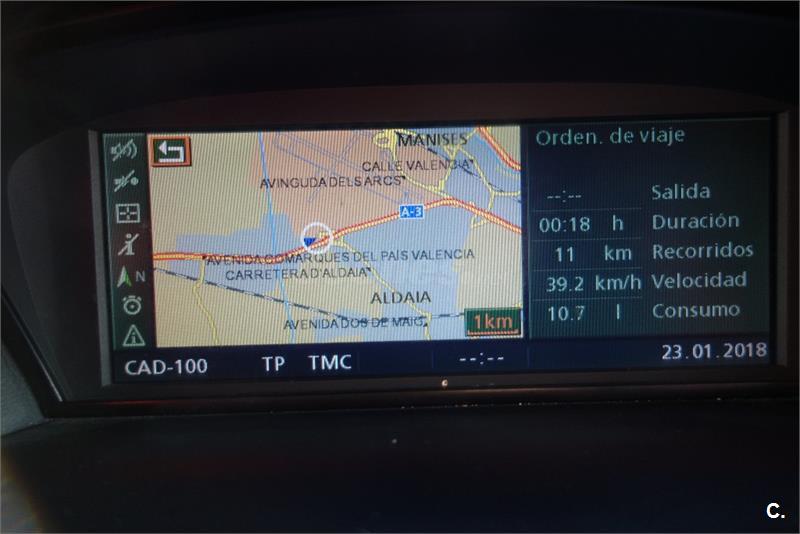 MANISES
CALLE VALENCIA
AVINGUDA DELS ARCS
A-3
AVENIDA COMARQUES DEL PAÍS VALENCIA
CARRETERA D'ALDAIA
ALDAIA
AVENIDA DOS DE MAIG
1km
N
Orden. de viaje
--:-- Salida
00:18 h Duración
11 km Recorridos
39.2 km/h Velocidad
10.7 l Consumo
CAD-100 TP TMC --:-- 23.01.2018
C.